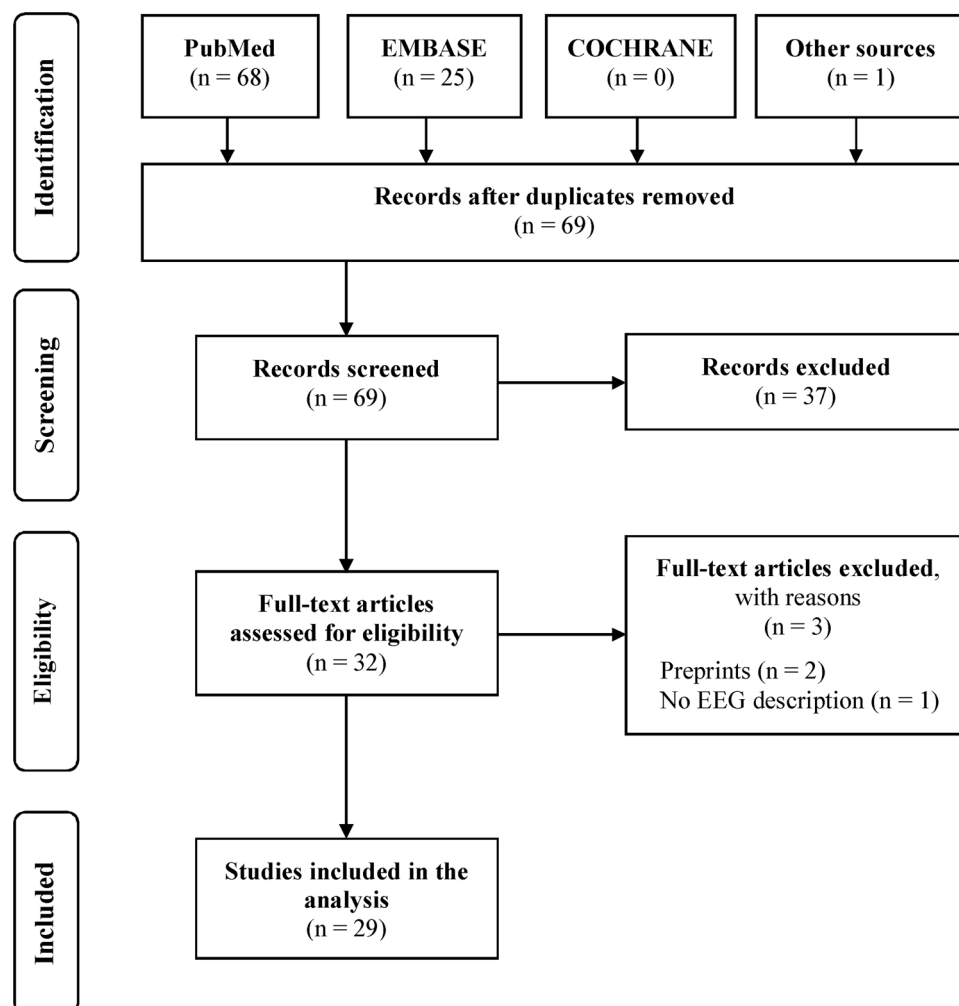 Identification
PubMed
(n = 68)
EMBASE
(n = 25)
COCHRANE
(n = 0)
Other sources
(n = 1)
Records after duplicates removed
(n = 69)
Screening
Records screened
(n = 69)
Records excluded
(n = 37)
Eligibility
Full-text articles
assessed for eligibility
(n = 32)
Full-text articles excluded,
with reasons
(n = 3)
Preprints (n = 2)
No EEG description (n = 1)
Included
Studies included in the
analysis
(n = 29)